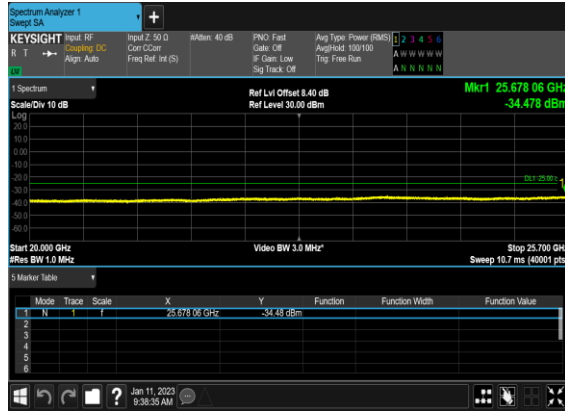 Spectrum Analyzer 1
Swept SA
+
KEYSIGHT Input: RF Input Z: 50 Ω #Atten: 40 dB PNO: Fast Avg Type: Power (RMS) 1 2 3 4 5 6
R T Coupling: DC Corr CCorr Gate: Off Avg|Hold: 100/100 A W W W W W
Align: Auto Freq Ref: Int (S) IF Gain: Low Trig: Free Run
Sig Track: Off A N N N N N
LXI
1 Spectrum Ref Lvl Offset 8.40 dB Mkr1 25.678 06 GHz
Scale/Div 10 dB Ref Level 30.00 dBm -34.478 dBm
Log
20.0
10.0
0.00
-10.0
-20.0
DL1 -25.00
1
-30.0
-40.0
-50.0
-60.0
Start 20.000 GHz Video BW 3.0 MHz* Stop 25.700 GH
#Res BW 1.0 MHz Sweep 10.7 ms (40001 pts
5 Marker Table
Mode Trace Scale X Y Function Function Width Function Value
1 N 1 f 25.678 06 GHz -34.48 dBm
2
3
4
5
6
? Jan 11, 2023
9:38:35 AM